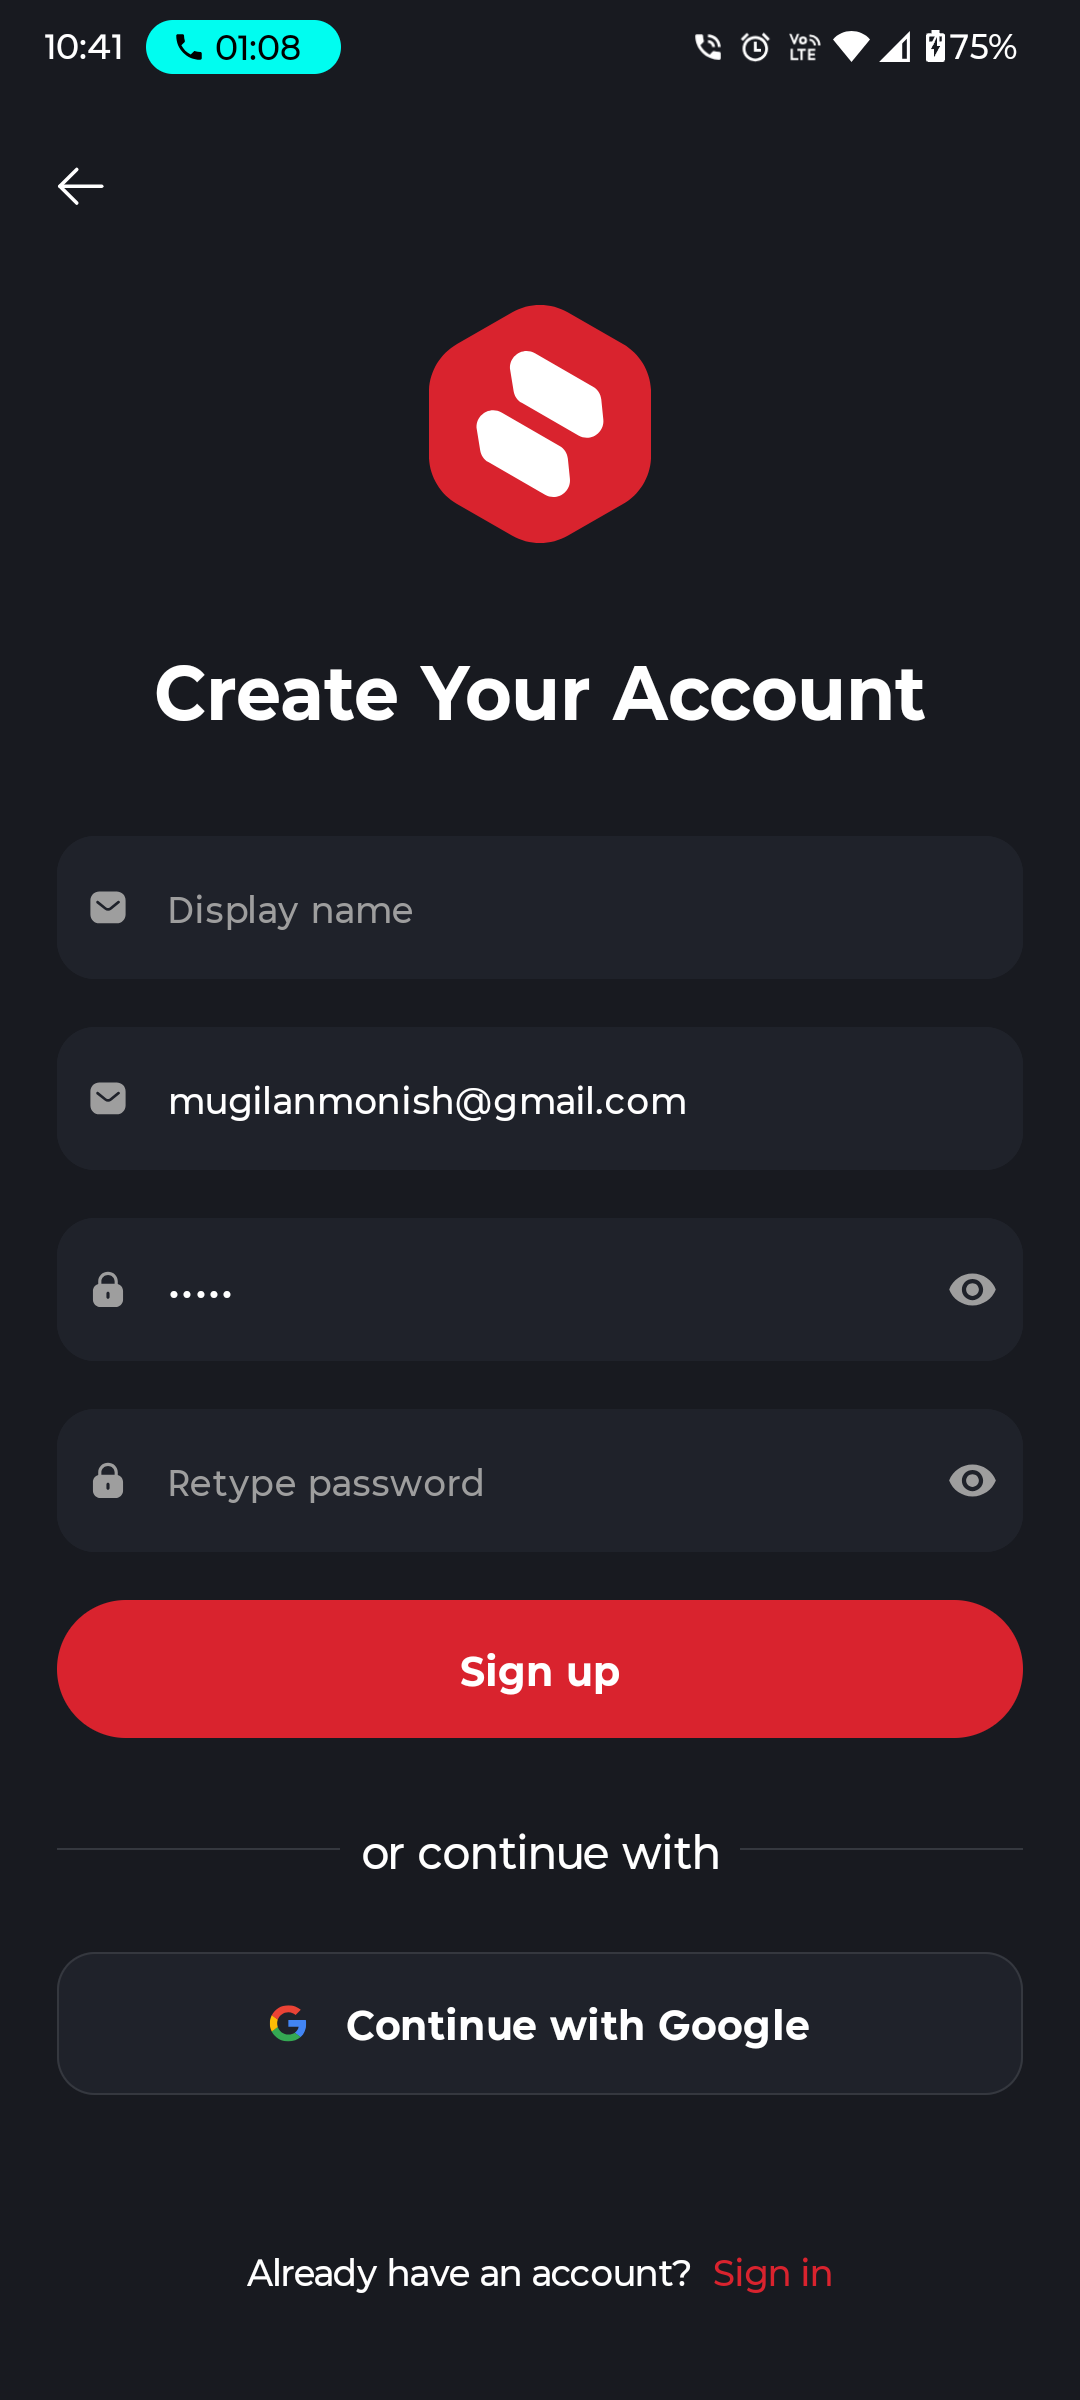 10:41 01:08 Vo LTE 75%
Create Your Account
Display name
mugilanmonish@gmail.com
•••••
Retype password
Sign up
or continue with
Continue with Google
Already have an account? Sign in